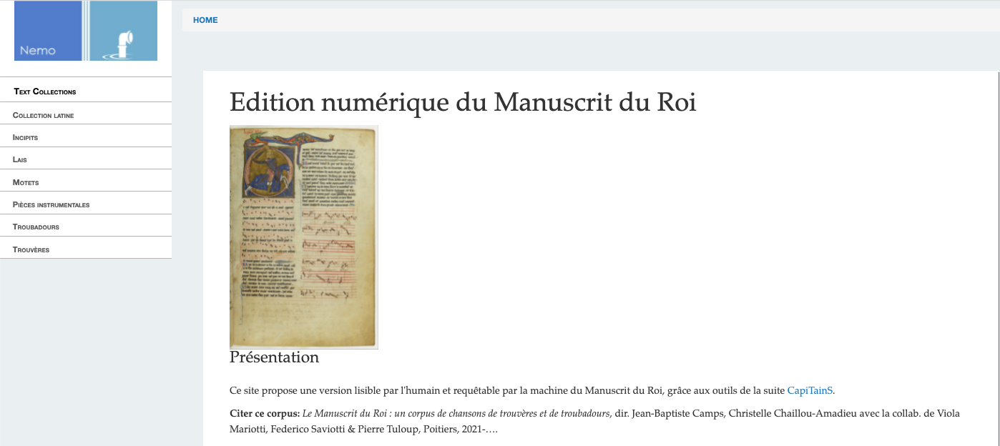 Nemo
Text Collections
Collection latine
Incipits
Lais
Motets
Pièces instrumentales
Troubadours
Trouvères
HOME
Edition numérique du Manuscrit du Roi
Présentation
Ce site propose une version lisible par l'humain et requêtable par la machine du Manuscrit du Roi, grâce aux outils de la suite CapiTainS.
Citer ce corpus: Le Manuscrit du Roi : un corpus de chansons de trouvères et de troubadours, dir. Jean-Baptiste Camps, Christelle Chaillou-Amadieu avec la collab. de Viola
Mariotti, Federico Saviotti & Pierre Tuloup, Poitiers, 2021-….